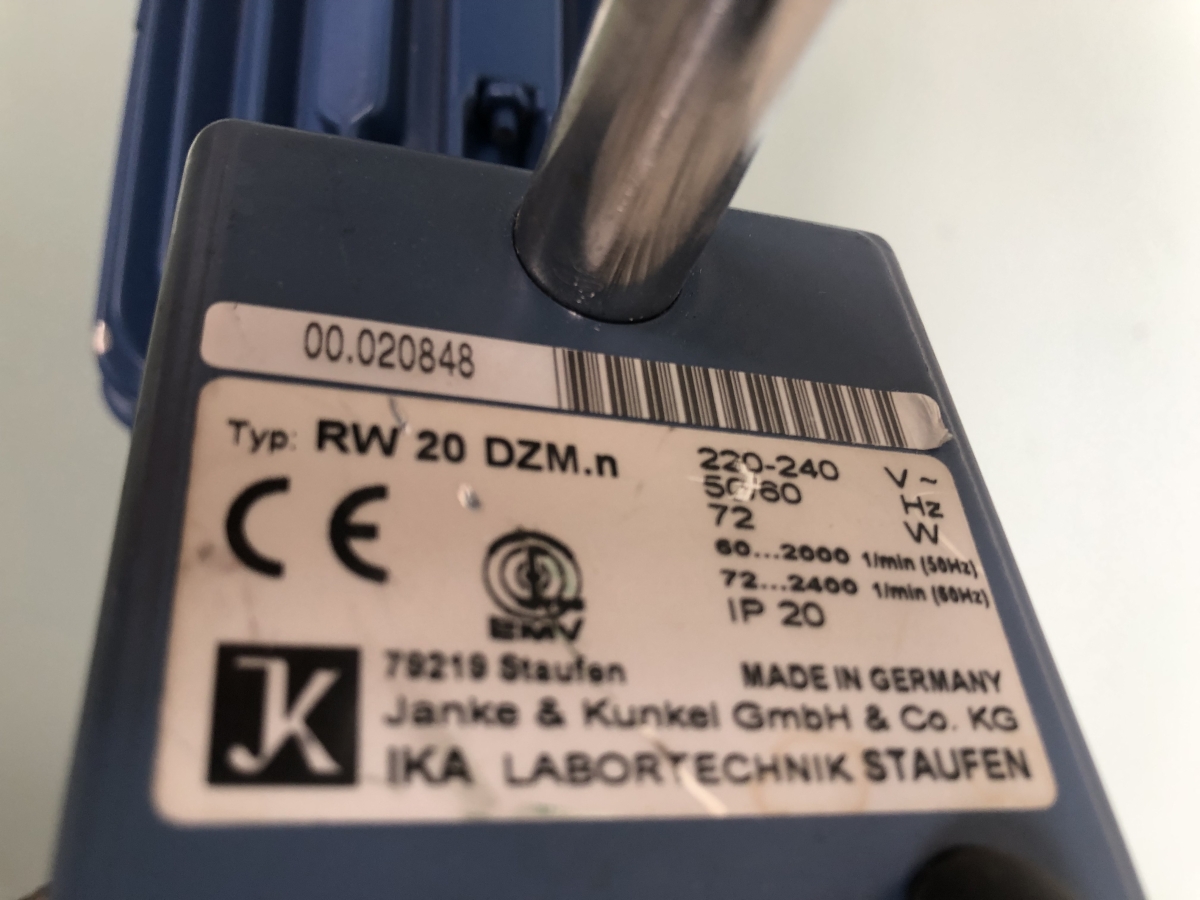 00.020848
Typ: RW 20 DZM.n
220-240 V ~
50/60 Hz
72 W
60...2000 1/min (50Hz)
72...2400 1/min (60Hz)
IP 20
CE
EMV
JK
79219 Staufen
MADE IN GERMANY
Janke & Kunkel GmbH & Co. KG
IKA LABORTECHNIK STAUFEN